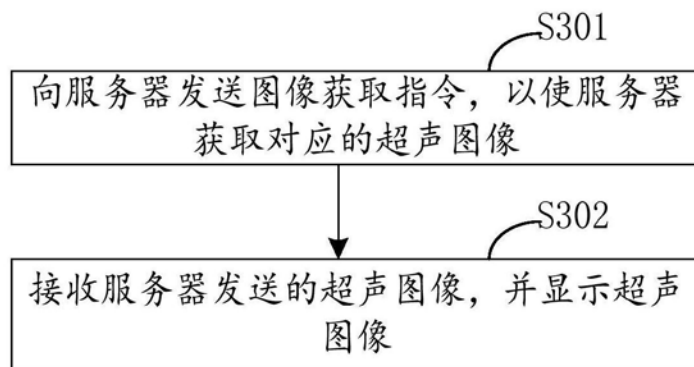 S301
向服务器发送图像获取指令，以使服务器
获取对应的超声图像
S302
接收服务器发送的超声图像，并显示超声
图像